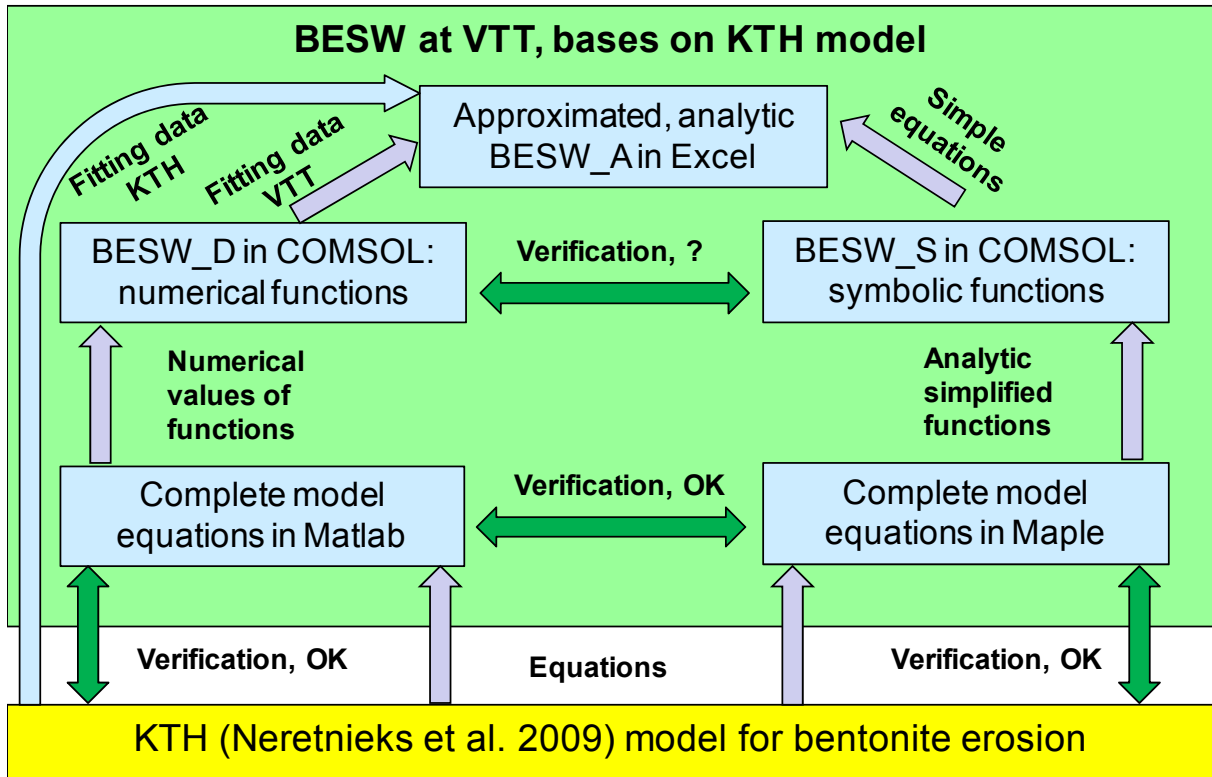 BESW at VTT, bases on KTH model
Approximated, analytic
BESW_A in Excel
Simple
equations
Fitting data
KTH
Fitting data
VTT
BESW_D in COMSOL:
numerical functions
Verification, ?
BESW_S in COMSOL:
symbolic functions
Numerical
values of
functions
Analytic
simplified
functions
Complete model
equations in Matlab
Verification, OK
Complete model
equations in Maple
Verification, OK
Equations
Verification, OK
KTH (Neretnieks et al. 2009) model for bentonite erosion